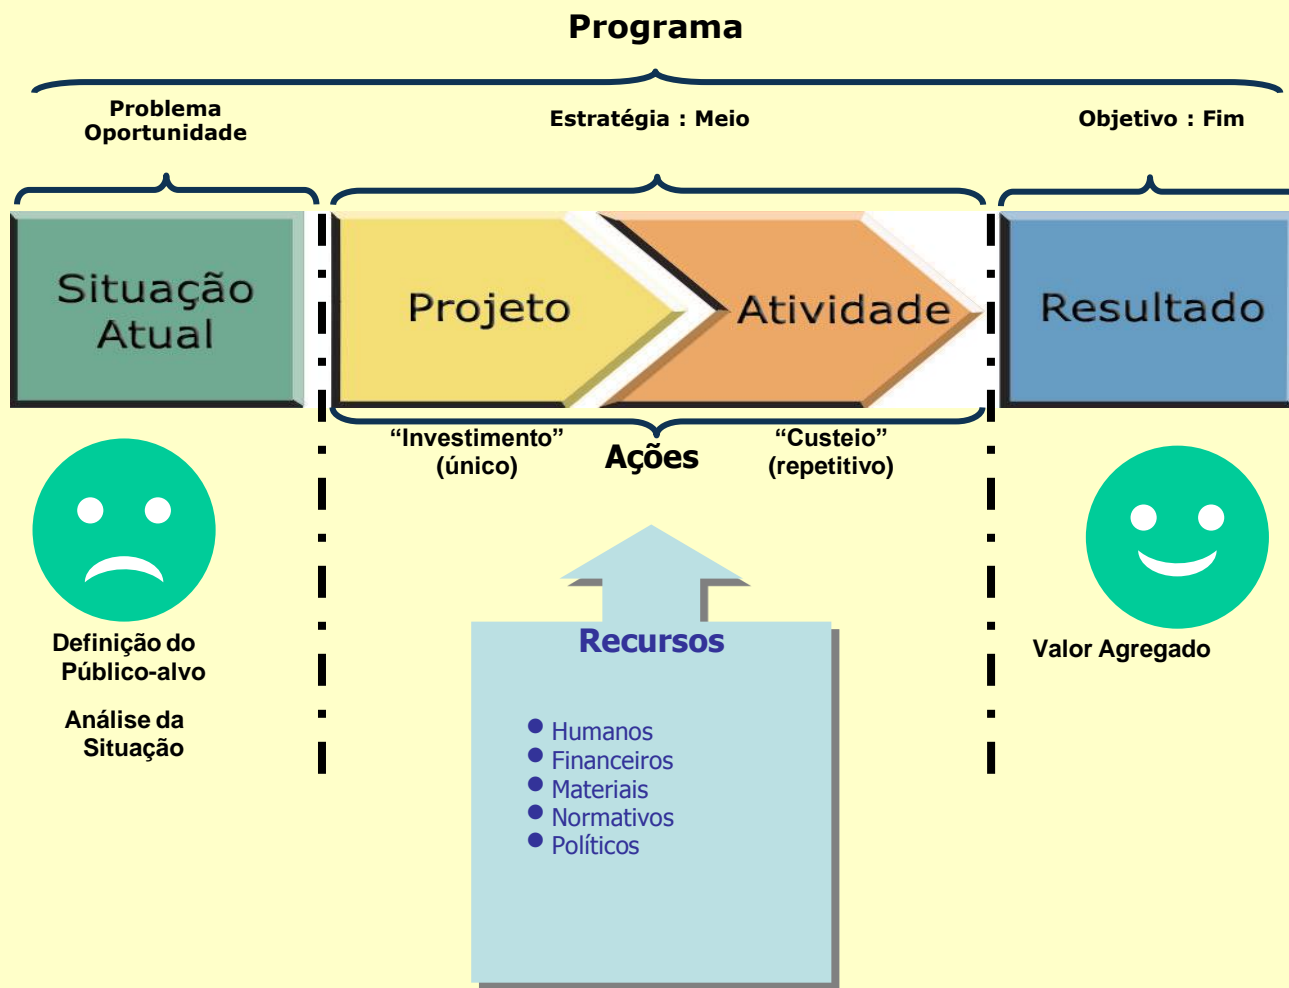 Programa
Problema
Oportunidade
Estratégia : Meio
Objetivo : Fim
Situação
Atual
Projeto
Atividade
Resultado
“Investimento”
(único)
Ações
“Custeio”
(repetitivo)
Definição do
Público-alvo
Análise da
Situação
Recursos
Humanos
Financeiros
Materiais
Normativos
Políticos
Valor Agregado